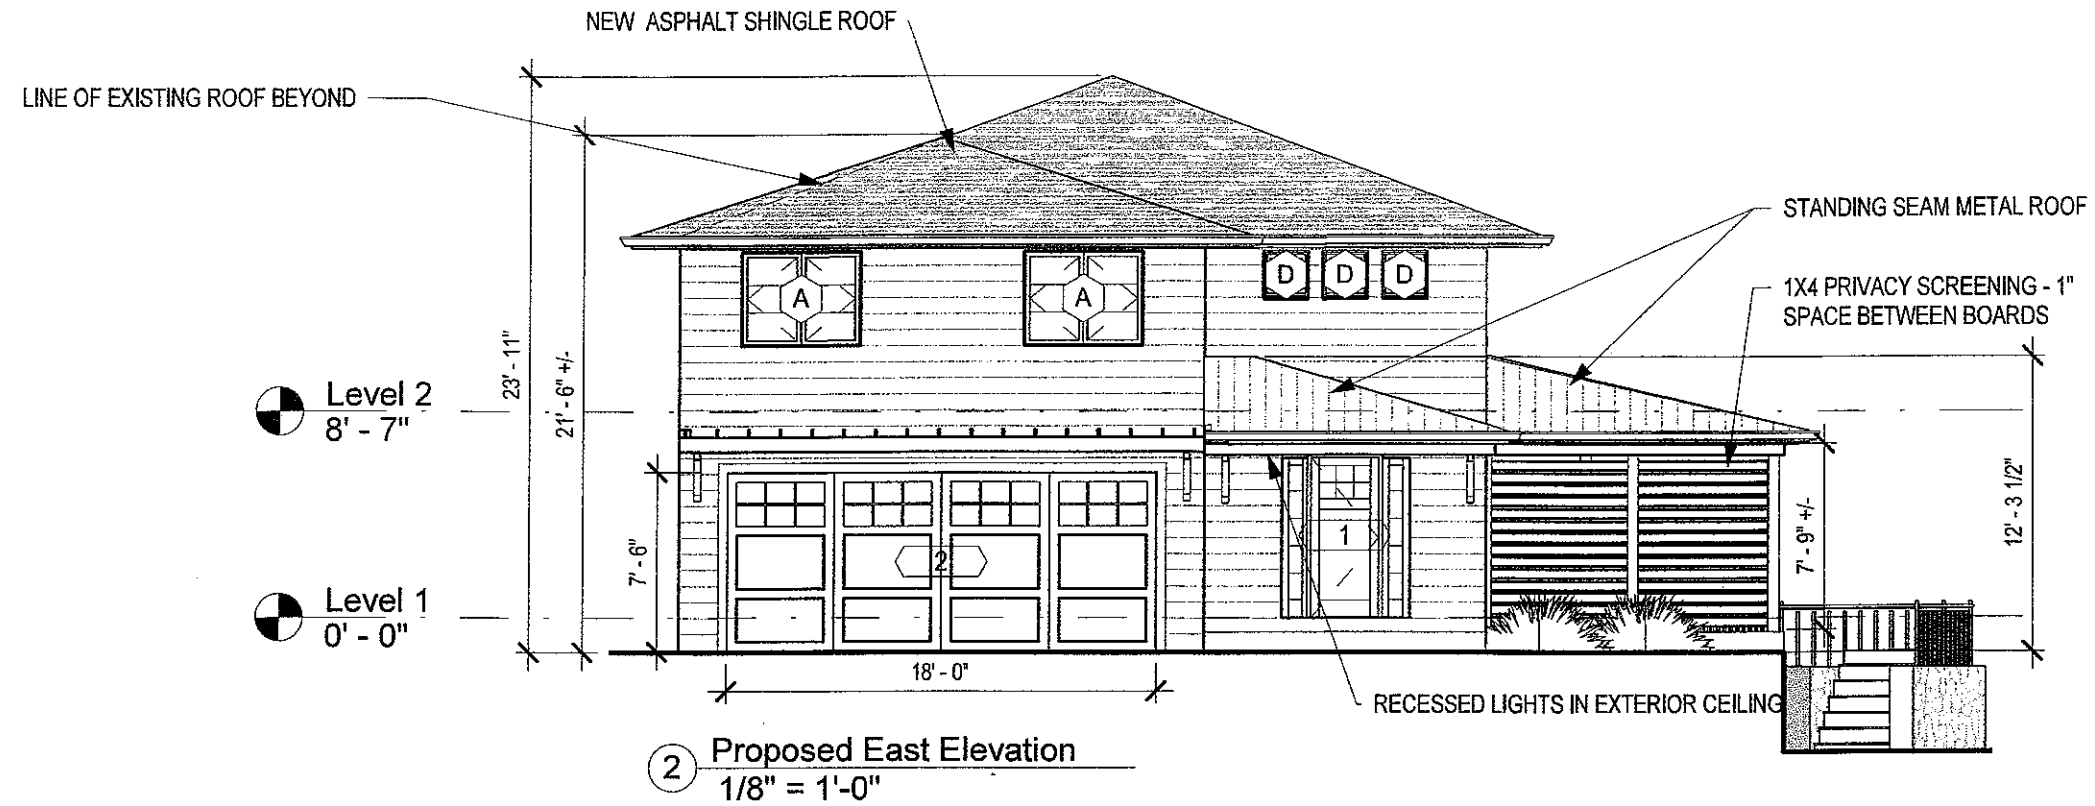 NEW ASPHALT SHINGLE ROOF
LINE OF EXISTING ROOF BEYOND
STANDING SEAM METAL ROOF
1X4 PRIVACY SCREENING - 1"
SPACE BETWEEN BOARDS
A
A
D
D
D
23' - 11"
21' - 6" +/-
Level 2
8' - 7"
12' - 3 1/2"
7' - 9" +/-
7' - 6"
2
1
Level 1
0' - 0"
18' - 0"
RECESSED LIGHTS IN EXTERIOR CEILING
2
Proposed East Elevation
1/8" = 1'-0"